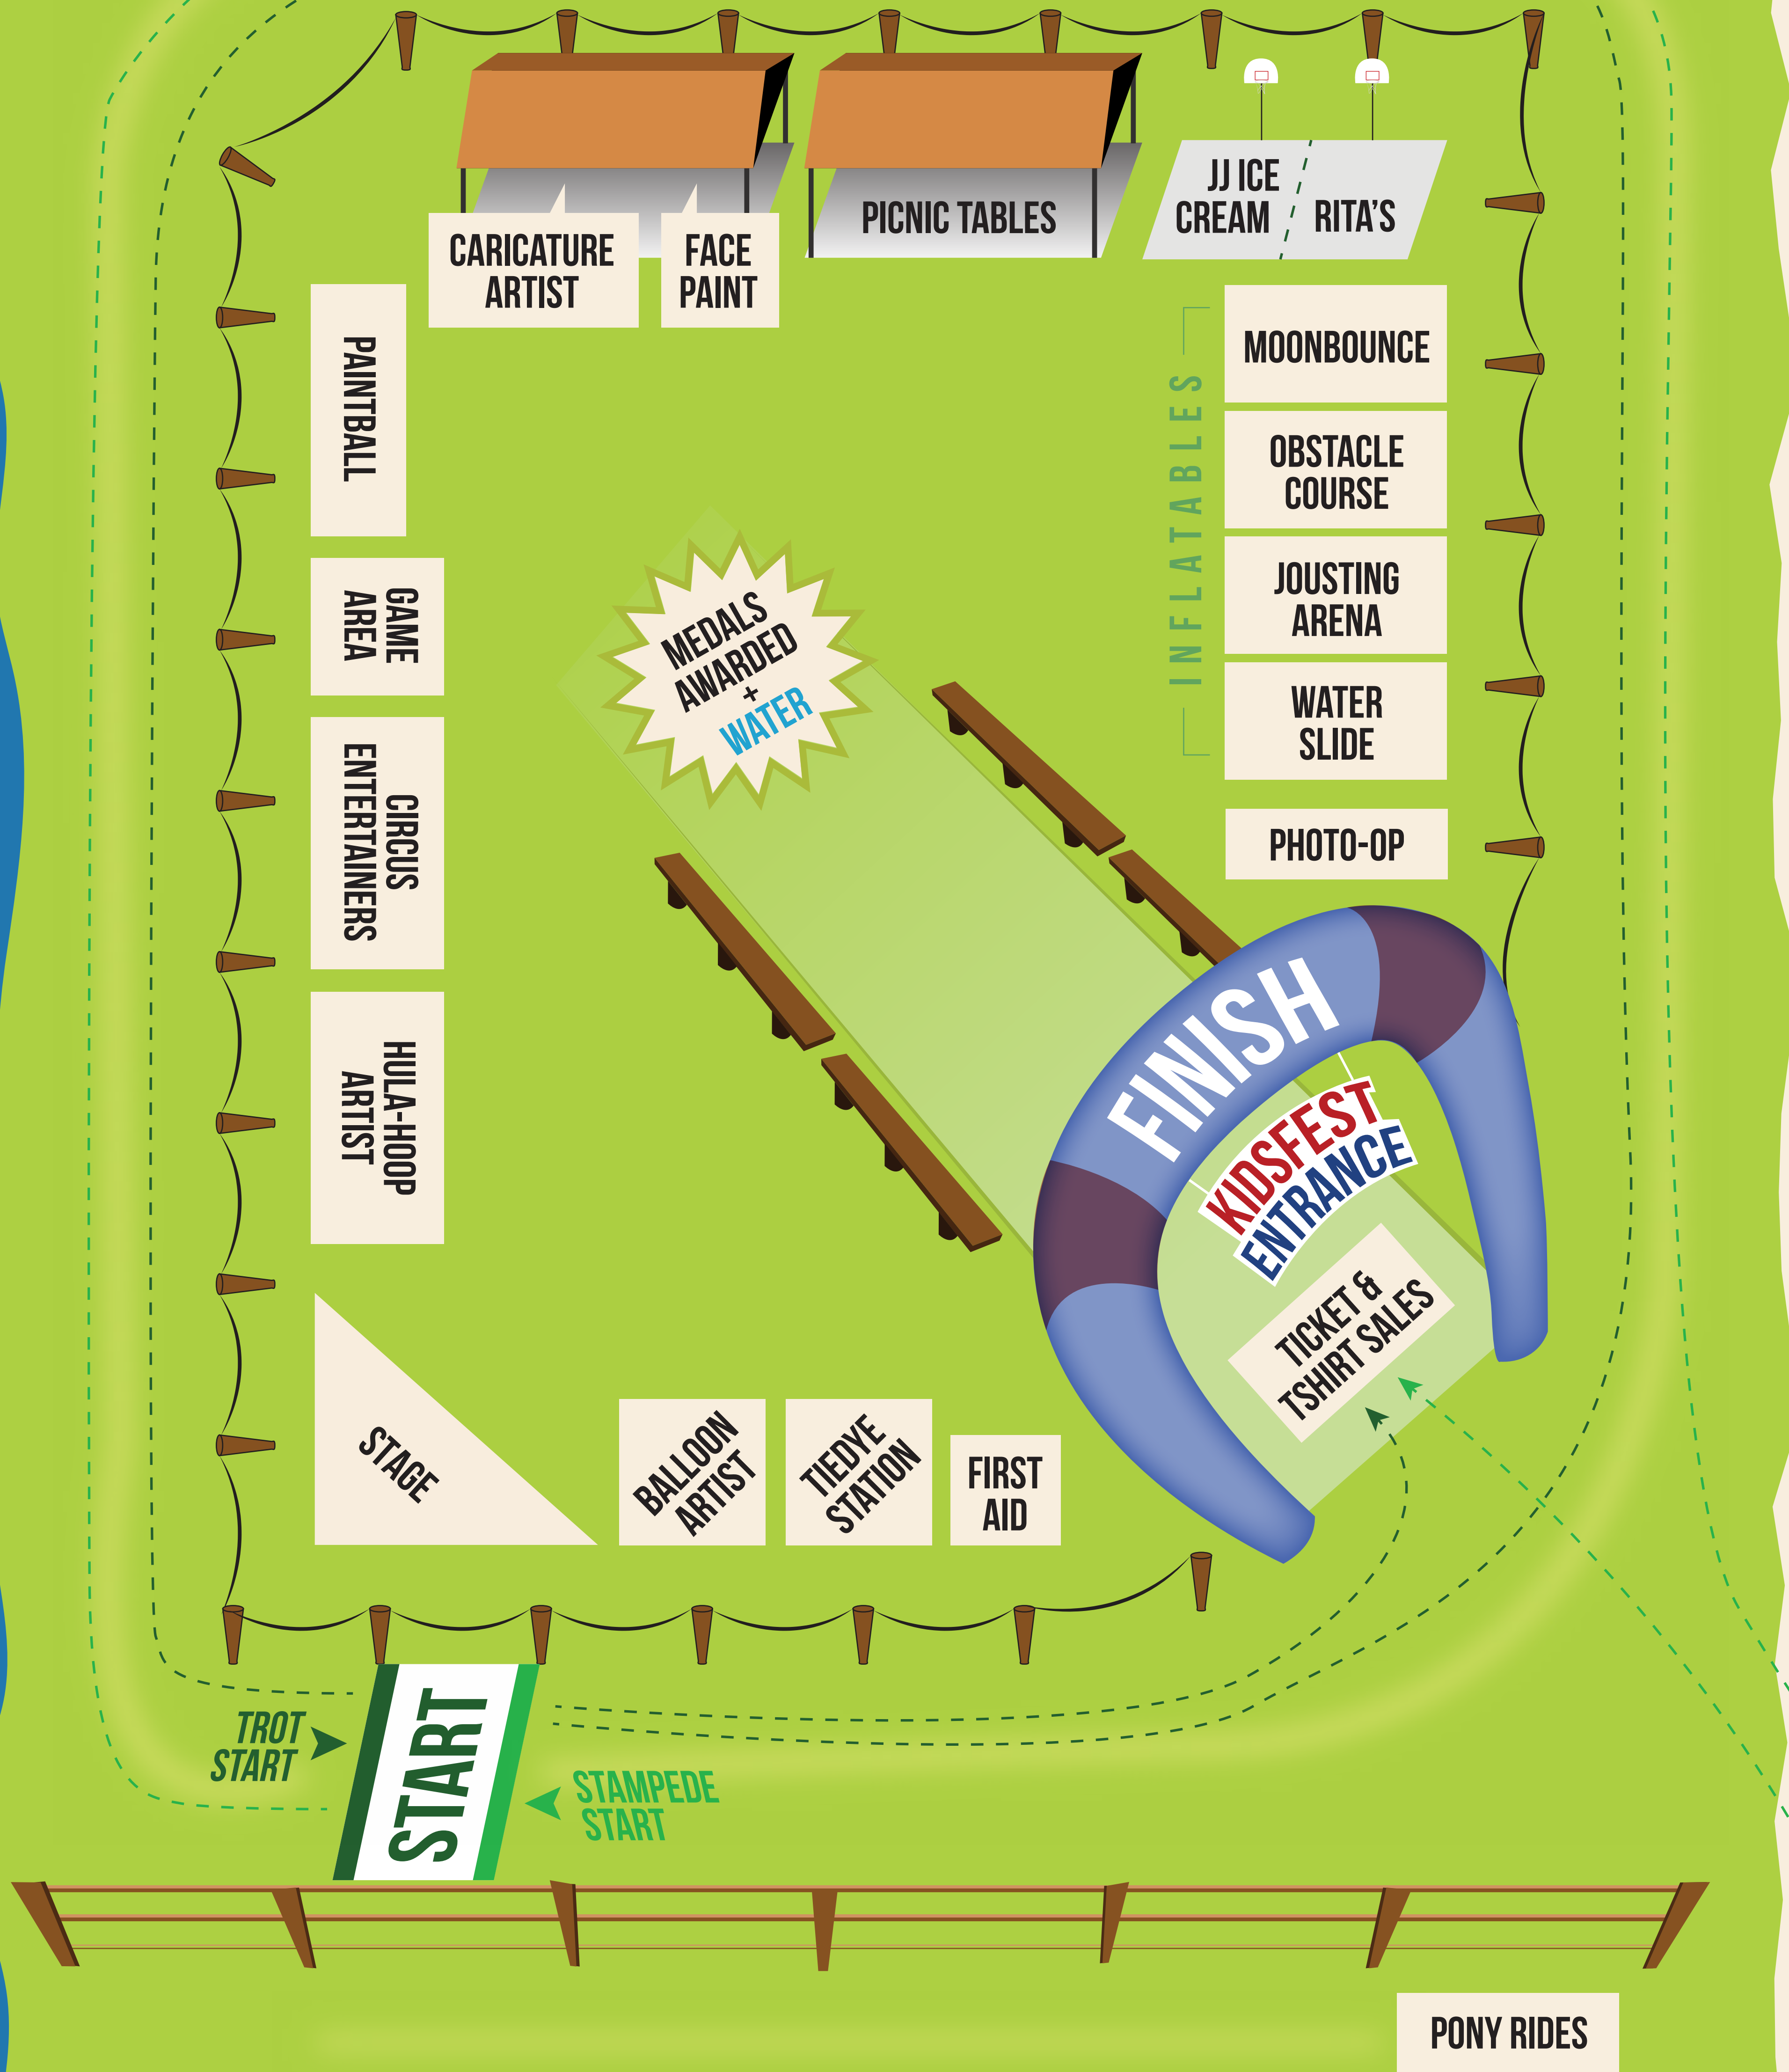 JJ ICE
CREAM
RITA'S
PICNIC TABLES
CARICATURE
ARTIST
FACE
PAINT
PAINTBALL
GAME
AREA
CIRCUS
ENTERTAINERS
HULA-HOOP
ARTIST
INFLATABLES
MOONBOUNCE
OBSTACLE
COURSE
JOUSTING
ARENA
WATER
SLIDE
PHOTO-OP
MEDALS
AWARDED
+
WATER
FINISH
KIDSFEST
ENTRANCE
TICKET &
TSHIRT SALES
STAGE
BALLOON
ARTIST
TIEDYE
STATION
FIRST
AID
TROT
START
START
STAMPEDE
START
PONY RIDES